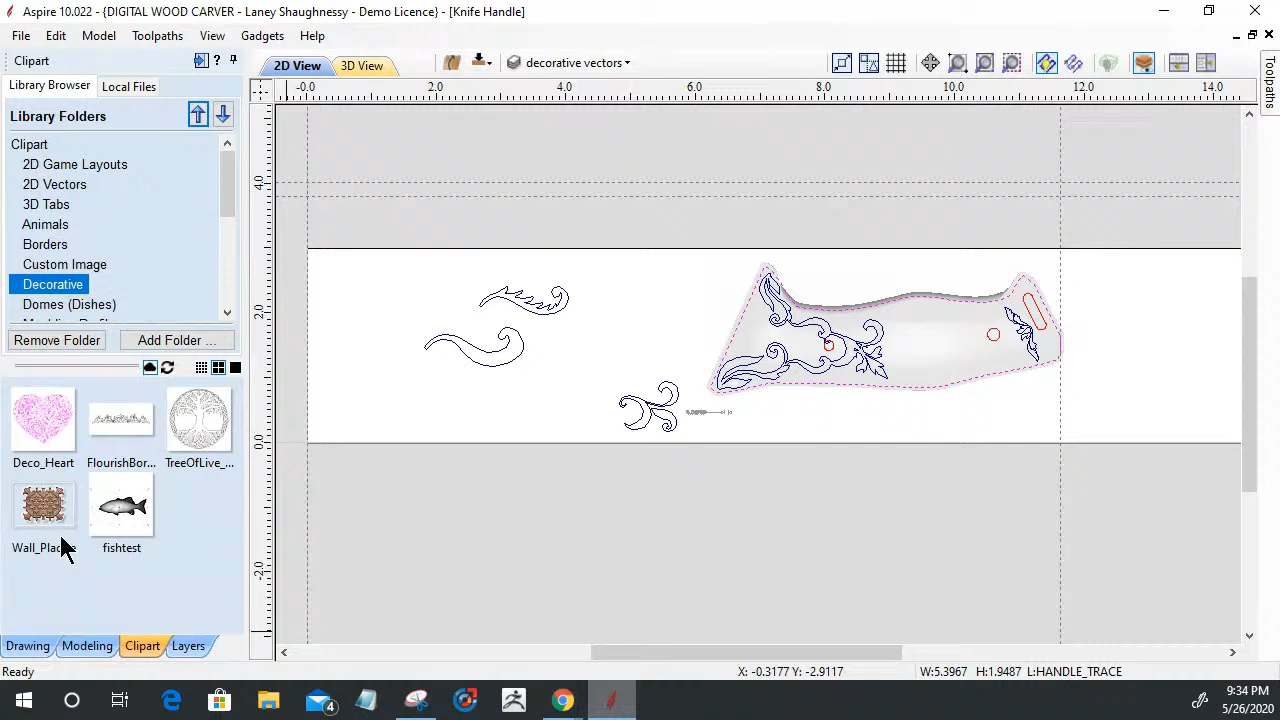 Aspire 10.022 - {DIGITAL WOOD CARVER - Laney Shaughnessy - Demo Licence} - [Knife Handle]
File Edit Model Toolpaths View Gadgets Help
Clipart
Library Browser Local Files
Library Folders
Clipart
2D Game Layouts
2D Vectors
3D Tabs
Animals
Borders
Custom Image
Decorative
Domes (Dishes)
Remove Folder Add Folder ...
Deco_Heart FlourishBor... TreeOfLive_...
fishtest
Drawing Modeling Clipart Layers
2D View 3D View decorative vectors
-0.0 2.0 4.0 6.0 8.0 10.0 12.0 14.0
4.0
2.0
0.0
-2.0
Toolpaths
Ready X: -0.3177 Y: -2.9117 W:5.3967 H:1.9487 L:HANDLE_TRACE
4
9:34 PM
5/26/2020